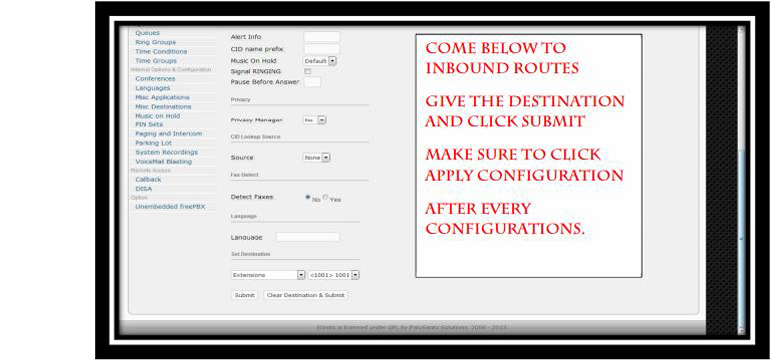 Queues
Ring Groups
Time Conditions
Time Groups
Internal Options & Configuration
Conferences
Languages
Misc Applications
Misc Destinations
Music on Hold
PIN Sets
Paging and Intercom
Parking Lot
System Recordings
VoiceMail Blasting
Remote Access
Callback
DISA
Option
Unembedded freePBX
Alert Info
CID name prefix
Music On Hold Default
Signal RINGING:
Pause Before Answer
Privacy
Privacy Manager:
CID Lookup Source
Source None
Fax Detect
Detect Faxes No Yes
Language
Language:
Set Destination
Extensions <1001> 1001
Submit Clear Destination & Submit
COME BELOW TO
INBOUND ROUTES
GIVE THE DESTINATION
AND CLICK SUBMIT
MAKE SURE TO CLICK
APPLY CONFIGURATION
AFTER EVERY
CONFIGURATIONS.
Elastix is licensed under GPL by PaloSanto Solutions. 2006 - 2013.